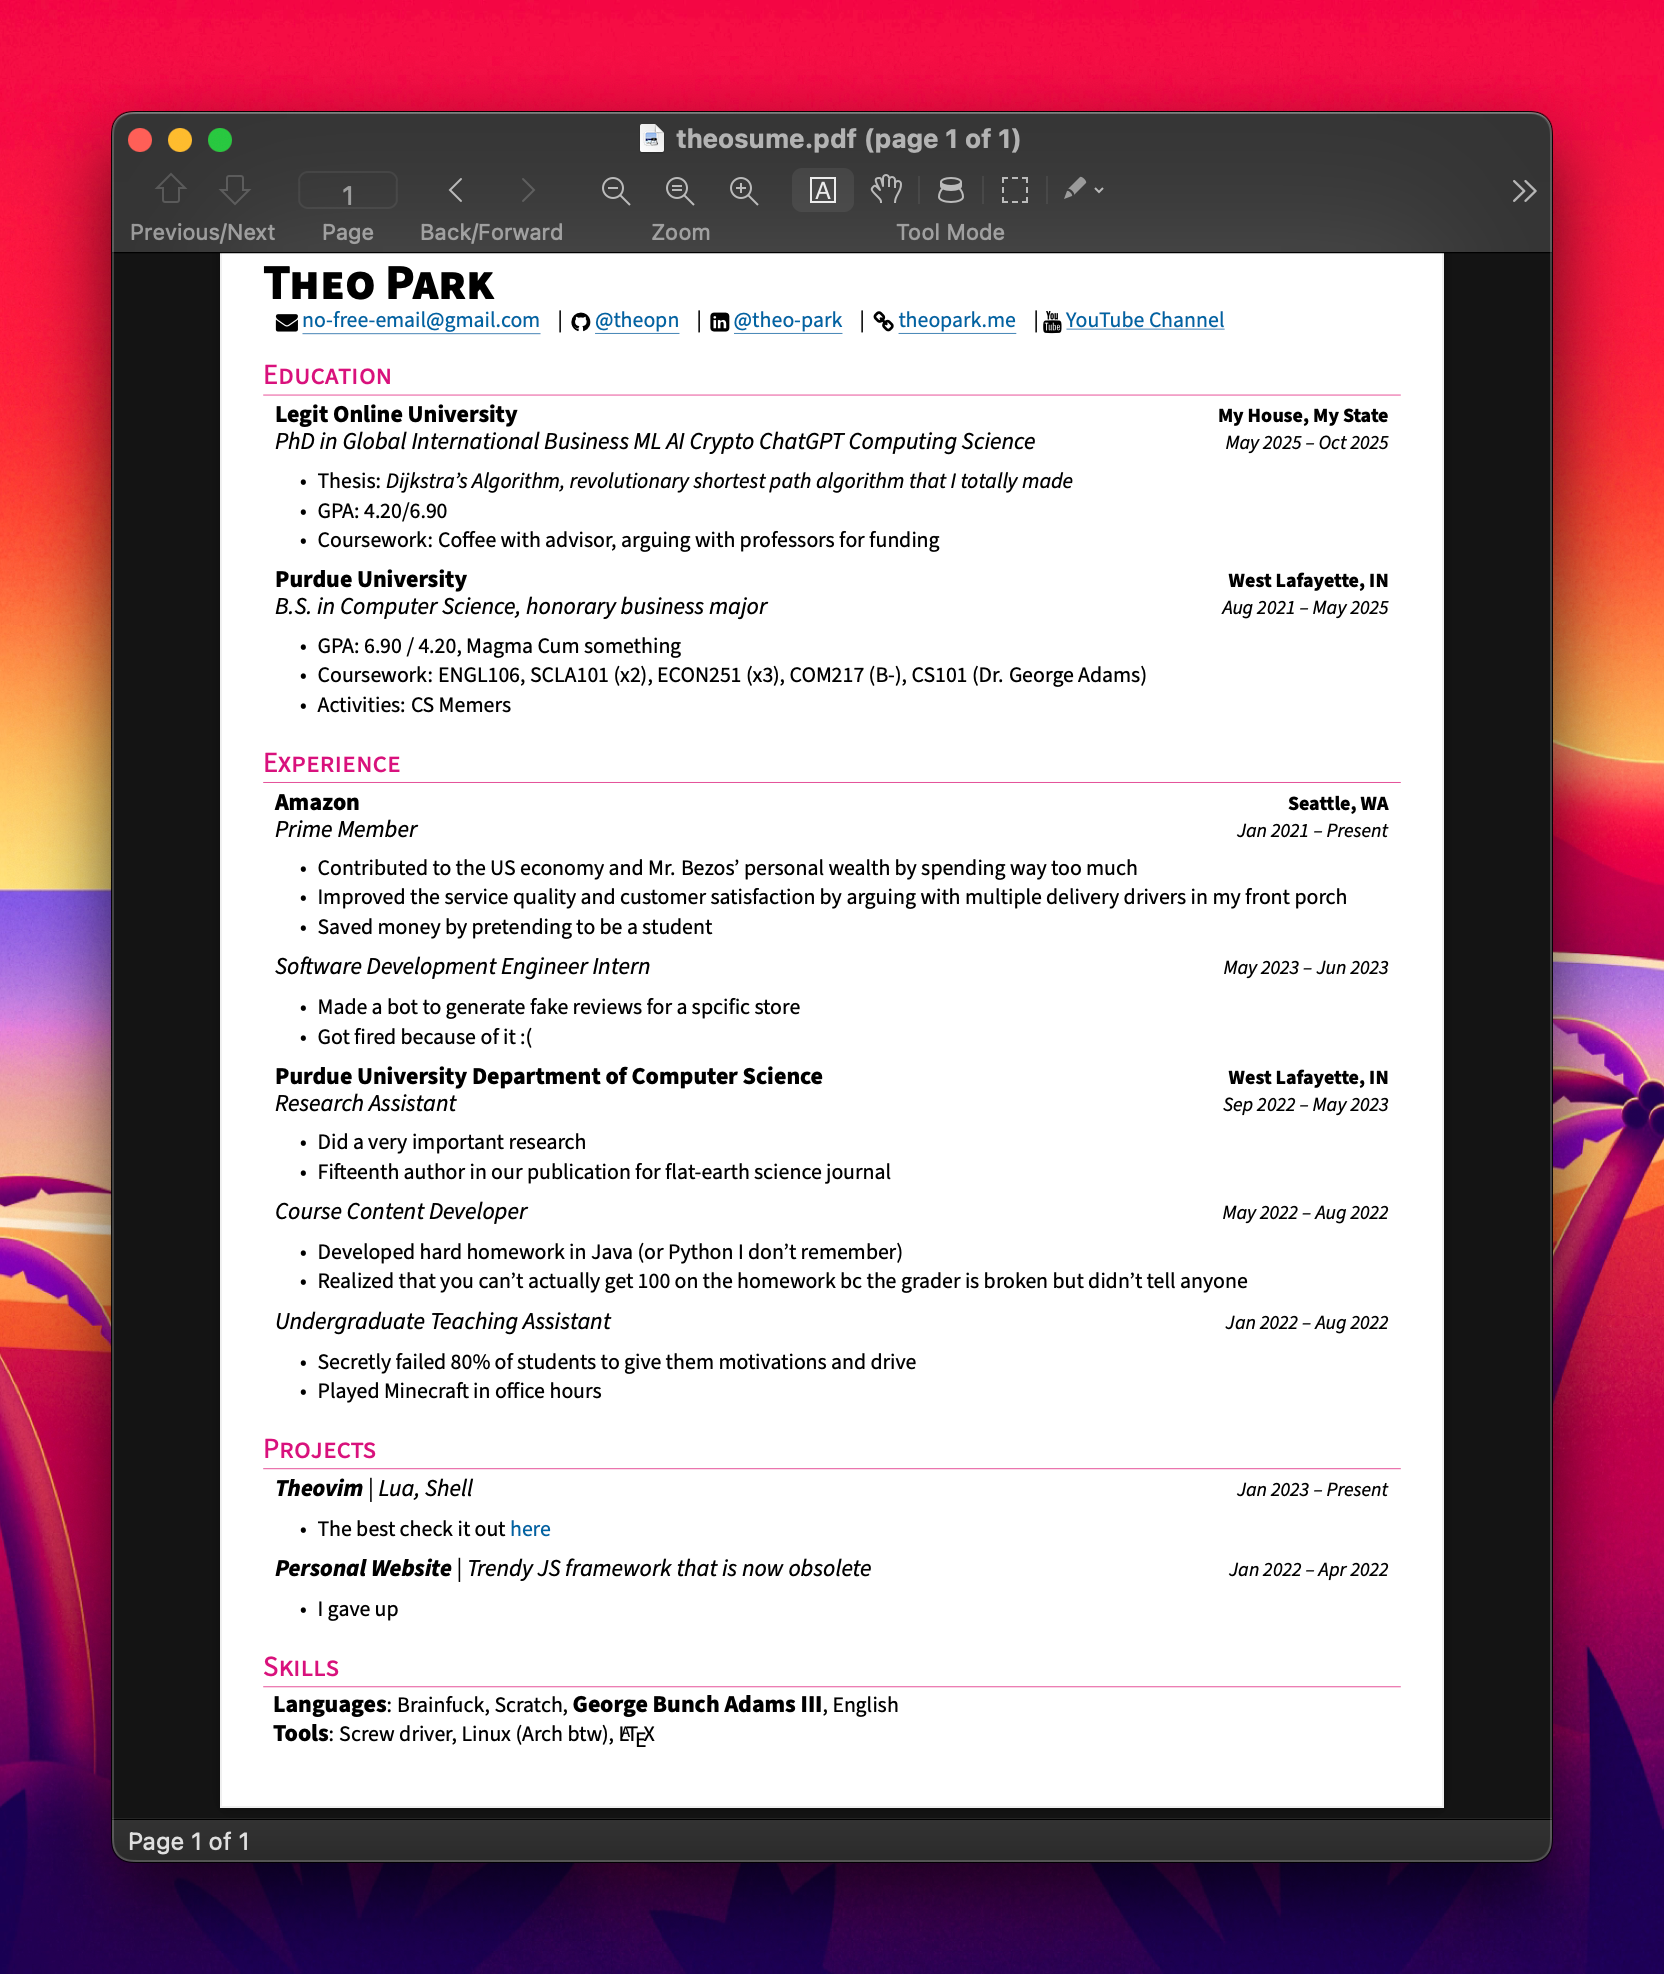 theosume.pdf (page 1 of 1)
1
Previous/Next Page Back/Forward Zoom Tool Mode
THEO PARK
no-free-email@gmail.com | @theopn | @theo-park | theopark.me | YouTube Channel
EDUCATION
Legit Online University My House, My State
PhD in Global International Business ML AI Crypto ChatGPT Computing Science May 2025 – Oct 2025
• Thesis: Dijkstra’s Algorithm, revolutionary shortest path algorithm that I totally made
• GPA: 4.20/6.90
• Coursework: Coffee with advisor, arguing with professors for funding
Purdue University West Lafayette, IN
B.S. in Computer Science, honorary business major Aug 2021 – May 2025
• GPA: 6.90 / 4.20, Magma Cum something
• Coursework: ENGL106, SCLA101 (x2), ECON251 (x3), COM217 (B-), CS101 (Dr. George Adams)
• Activities: CS Memers
EXPERIENCE
Amazon Seattle, WA
Prime Member Jan 2021 – Present
• Contributed to the US economy and Mr. Bezos’ personal wealth by spending way too much
• Improved the service quality and customer satisfaction by arguing with multiple delivery drivers in my front porch
• Saved money by pretending to be a student
Software Development Engineer Intern May 2023 – Jun 2023
• Made a bot to generate fake reviews for a spcific store
• Got fired because of it :(
Purdue University Department of Computer Science West Lafayette, IN
Research Assistant Sep 2022 – May 2023
• Did a very important research
• Fifteenth author in our publication for flat-earth science journal
Course Content Developer May 2022 – Aug 2022
• Developed hard homework in Java (or Python I don’t remember)
• Realized that you can’t actually get 100 on the homework bc the grader is broken but didn’t tell anyone
Undergraduate Teaching Assistant Jan 2022 – Aug 2022
• Secretly failed 80% of students to give them motivations and drive
• Played Minecraft in office hours
PROJECTS
Theovim | Lua, Shell Jan 2023 – Present
• The best check it out here
Personal Website | Trendy JS framework that is now obsolete Jan 2022 – Apr 2022
• I gave up
SKILLS
Languages: Brainfuck, Scratch, George Bunch Adams III, English
Tools: Screw driver, Linux (Arch btw), LATEX
Page 1 of 1